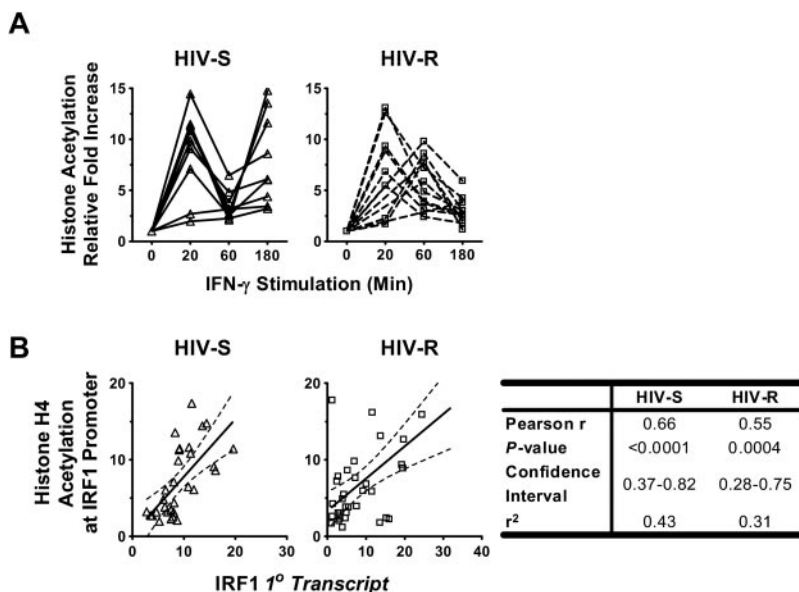 A
HIV-S
HIV-R
Histone Acetylation
Relative Fold Increase
15
10
5
0
15
10
5
0
0 20 60 180
0 20 60 180
IFN-γ Stimulation (Min)
B
HIV-S
HIV-R
Histone H4
Acetylation
at IRF1 Promoter
20
15
10
5
0
20
10
0
0 10 20 30
0 10 20 30
IRF1 1º Transcript
HIV-S HIV-R
Pearson r 0.66 0.55
P-value <0.0001 0.0004
Confidence
Interval 0.37-0.82 0.28-0.75
r² 0.43 0.31